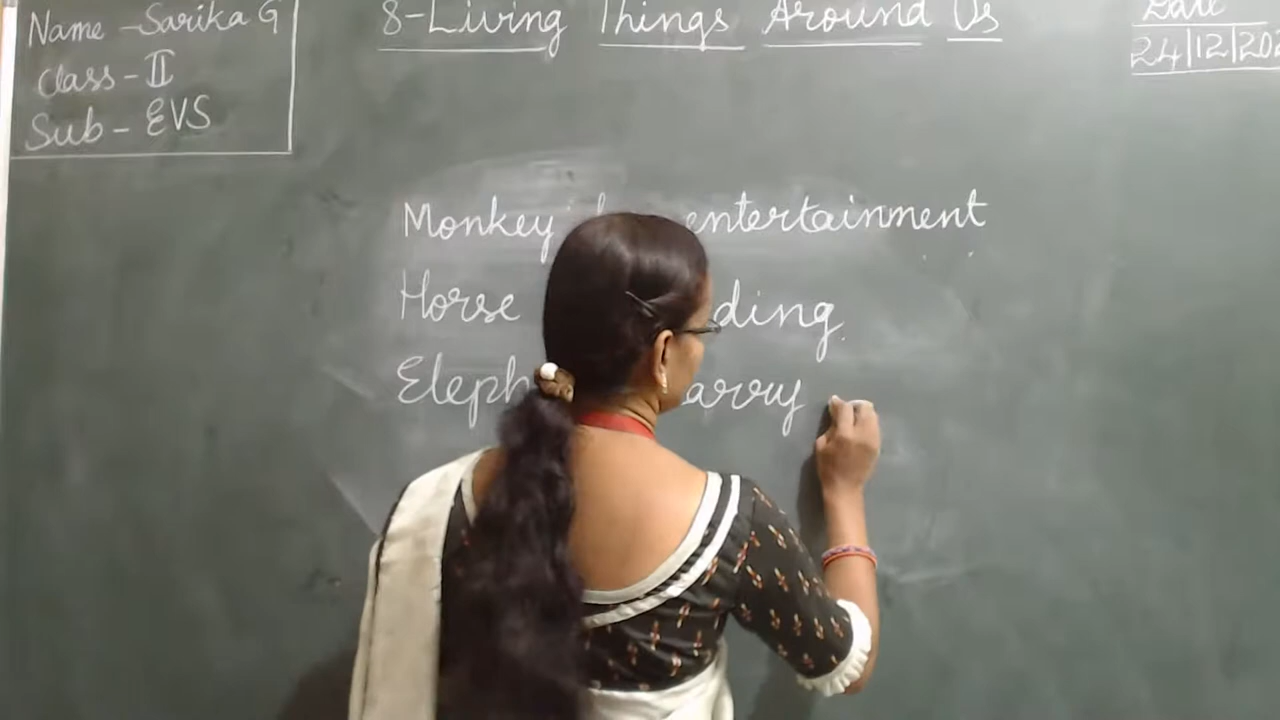 Name - Sarika G
Class - II
Sub - EVS
8-Living Things Around Us
Date
24|12|202
Monkey entertainment
Horse ding
Eleph arry